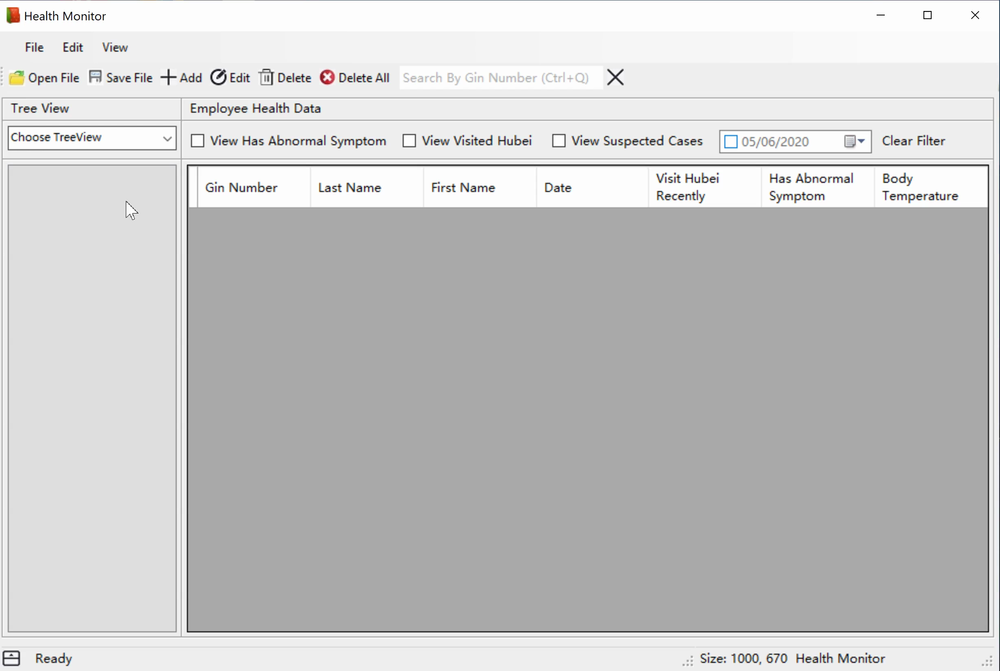 Health Monitor
File Edit View
Open File Save File Add Edit Delete Delete All Search By Gin Number (Ctrl+Q)
Tree View Employee Health Data
Choose TreeView View Has Abnormal Symptom View Visited Hubei View Suspected Cases 05/06/2020 Clear Filter
Gin Number Last Name First Name Date Visit Hubei Recently Has Abnormal Symptom Body Temperature
Ready Size: 1000, 670 Health Monitor